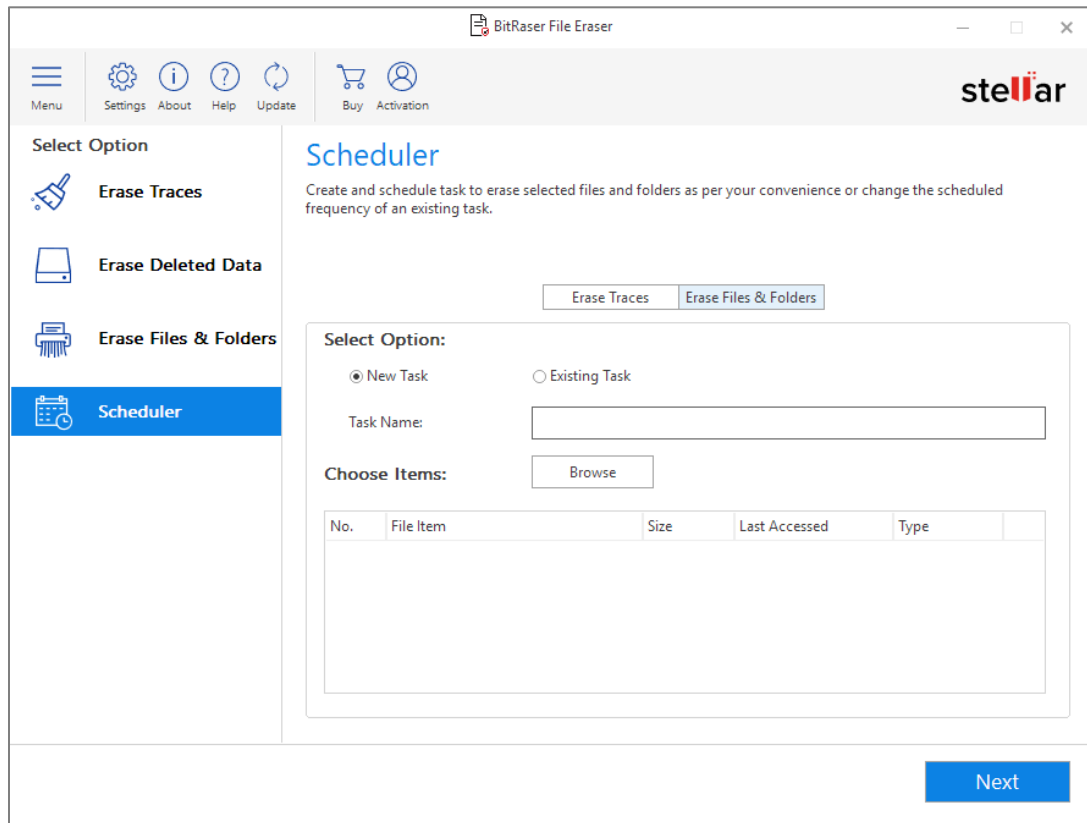 BitRaser File Eraser
Menu
Settings About Help Update
Buy Activation
stellar
Select Option
Erase Traces
Erase Deleted Data
Erase Files & Folders
Scheduler
Scheduler
Create and schedule task to erase selected files and folders as per your convenience or change the scheduled
frequency of an existing task.
Erase Traces Erase Files & Folders
Select Option:
New Task Existing Task
Task Name:
Choose Items: Browse
No. File Item Size Last Accessed Type
Next